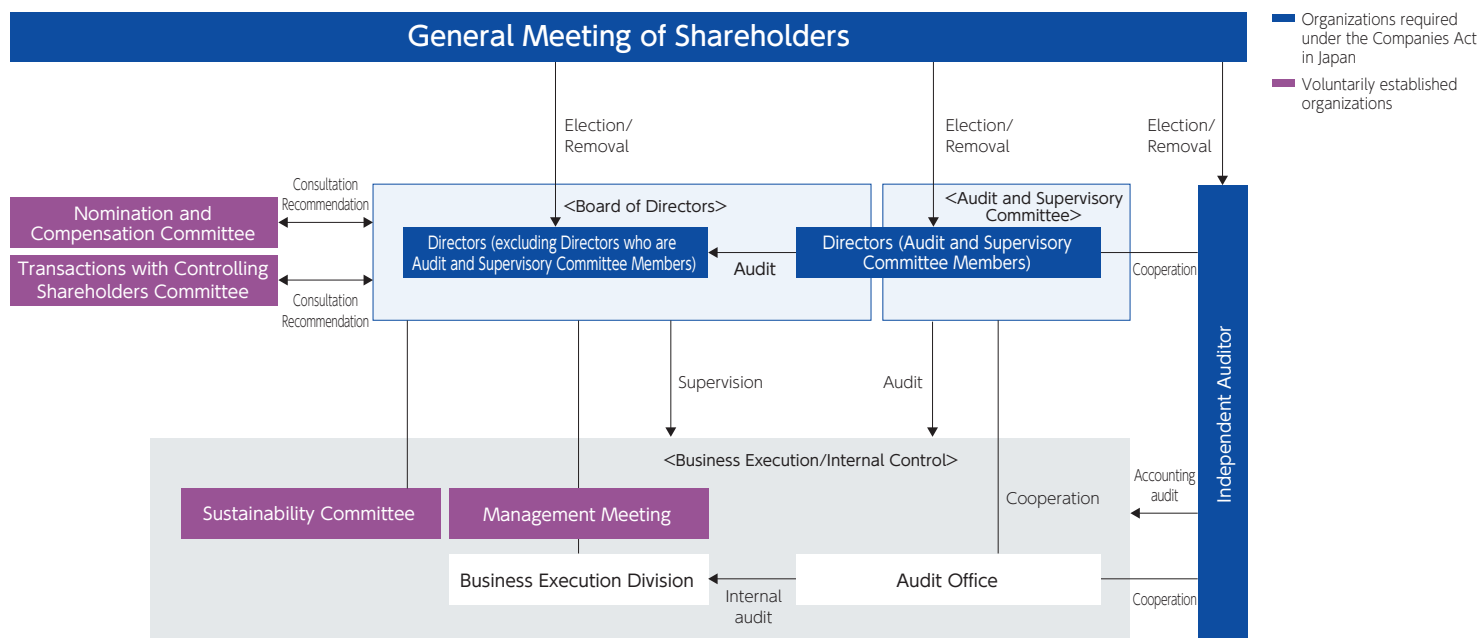 General Meeting of Shareholders
Organizations required
under the Companies Act
in Japan
Voluntarily established
organizations
Election/
Removal
Election/
Removal
Election/
Removal
Consultation
Recommendation
Nomination and
Compensation Committee
Transactions with Controlling
Shareholders Committee
Consultation
Recommendation
<Board of Directors>
Directors (excluding Directors who are
Audit and Supervisory Committee Members)
Audit
<Audit and Supervisory
Committee>
Directors (Audit and Supervisory
Committee Members)
Cooperation
Independent Auditor
Supervision
Audit
<Business Execution/Internal Control>
Sustainability Committee
Management Meeting
Cooperation
Accounting
audit
Business Execution Division
Internal
audit
Audit Office
Cooperation